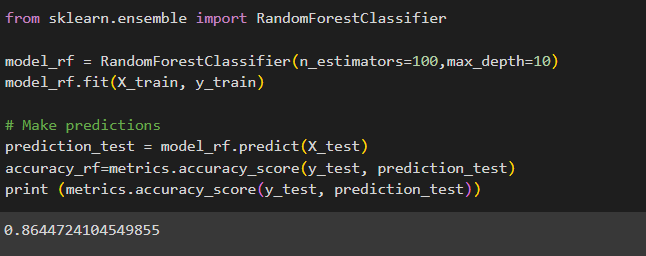 from sklearn.ensemble import RandomForestClassifier
model_rf = RandomForestClassifier(n_estimators=100,max_depth=10)
model_rf.fit(X_train, y_train)
# Make predictions
prediction_test = model_rf.predict(X_test)
accuracy_rf=metrics.accuracy_score(y_test, prediction_test)
print (metrics.accuracy_score(y_test, prediction_test))
0.8644724104549855